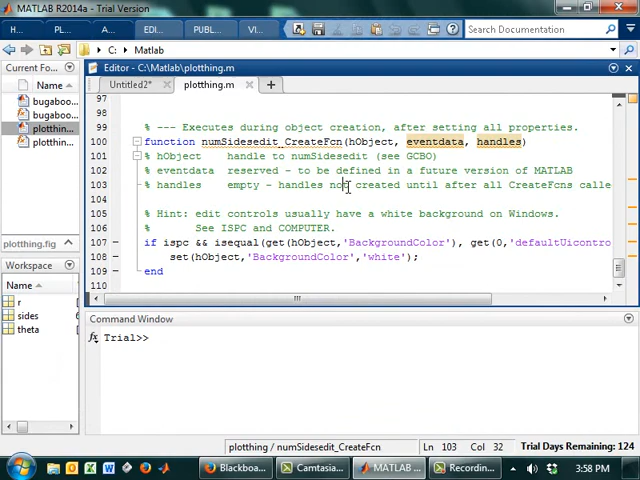 MATLAB R2014a - Trial Version
H... P... A... EDI... PUBL... VI... Search Documentation
C: Matlab
Current Fo... Editor - C:\Matlab\plotthing.m
Name Untitled2* plotthing.m
bugaboo...
bugaboo...
plotthin...
plotthin...
97
98
99 % --- Executes during object creation, after setting all properties.
100 function numSidesedit_CreateFcn(hObject, eventdata, handles)
101 % hObject handle to numSidesedit (see GCBO)
102 % eventdata reserved - to be defined in a future version of MATLAB
103 % handles empty - handles not created until after all CreateFcns calle
104
105 % Hint: edit controls usually have a white background on Windows.
106 % See ISPC and COMPUTER.
107 if ispc && isequal(get(hObject,'BackgroundColor'), get(0,'defaultUicontro
108 set(hObject,'BackgroundColor','white');
109 end
110
plotthing.fig
Workspace
Name
r
sides
theta
Command Window
fx Trial>>
plotthing / numSidesedit_CreateFcn Ln 103 Col 32 Trial Days Remaining: 124
Blackboa... Camtasia... MATLAB ... Recording... 3:58 PM